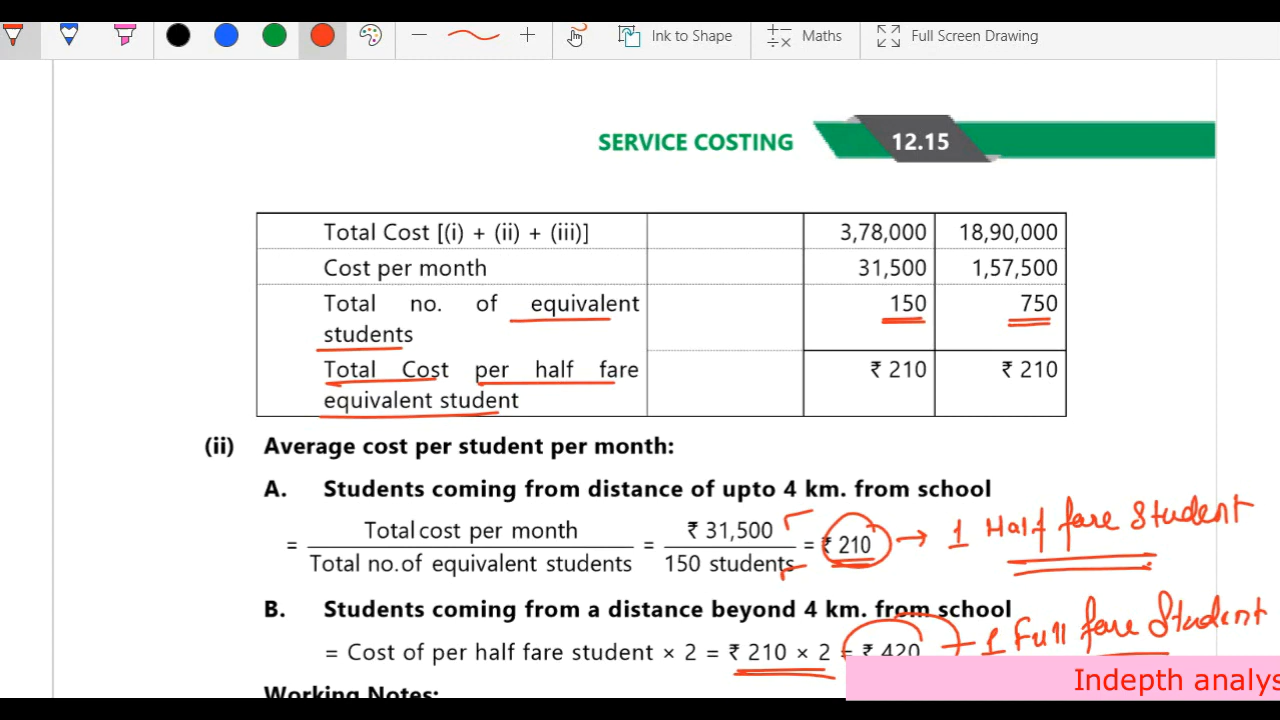 Ink to Shape Maths Full Screen Drawing
SERVICE COSTING 12.15
Total Cost [(i) + (ii) + (iii)] 3,78,000 18,90,000
Cost per month 31,500 1,57,500
Total no. of equivalent 150 750
students
Total Cost per half fare ₹ 210 ₹ 210
equivalent student
(ii) Average cost per student per month:
A. Students coming from distance of upto 4 km. from school
= Total cost per month / Total no. of equivalent students = ₹ 31,500 / 150 students = ₹ 210 → 1 Half fare Student
B. Students coming from a distance beyond 4 km. from school
= Cost of per half fare student × 2 = ₹ 210 × 2 = ₹ 420 → 1 Full fare Student
Working Notes:
Indepth analys